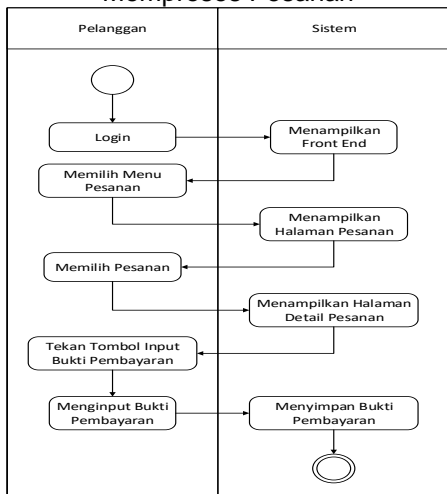 Memproses Pesanan
Pelanggan
Sistem
Login
Menampilkan
Front End
Memilih Menu
Pesanan
Menampilkan
Halaman Pesanan
Memilih Pesanan
Menampilkan Halaman
Detail Pesanan
Tekan Tombol Input
Bukti Pembayaran
Menginput Bukti
Pembayaran
Menyimpan Bukti
Pembayaran